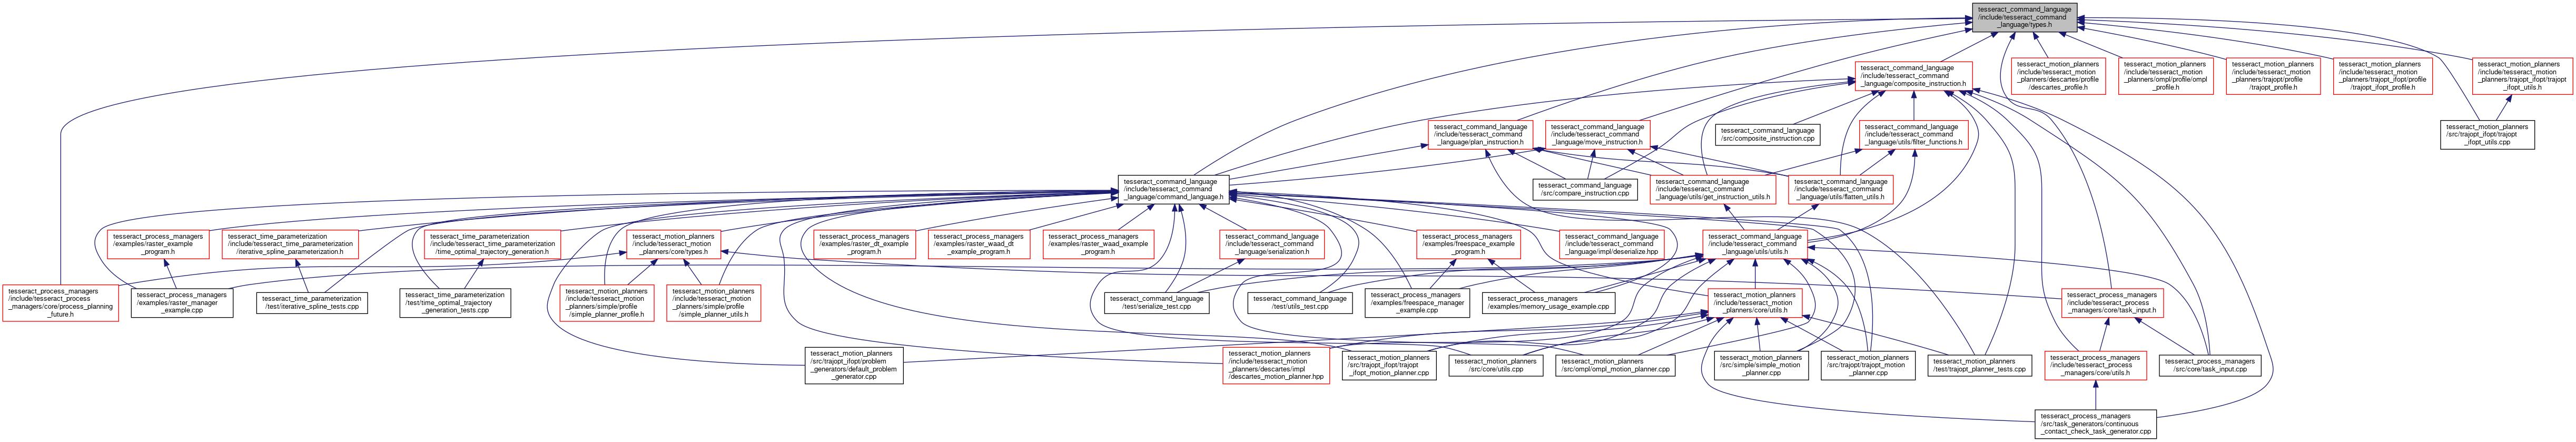 tesseract_command_language
/include/tesseract_command
_language/types.h
tesseract_command_language
/include/tesseract_command
_language/composite_instruction.h
tesseract_motion_planners
/include/tesseract_motion
_planners/descartes/profile
/descartes_profile.h
tesseract_motion_planners
/include/tesseract_motion
_planners/ompl/profile/ompl
_profile.h
tesseract_motion_planners
/include/tesseract_motion
_planners/trajopt/profile
/trajopt_profile.h
tesseract_motion_planners
/include/tesseract_motion
_planners/trajopt_ifopt/profile
/trajopt_ifopt_profile.h
tesseract_motion_planners
/include/tesseract_motion
_planners/trajopt_ifopt/trajopt
_ifopt_utils.h
tesseract_command_language
/include/tesseract_command
_language/plan_instruction.h
tesseract_command_language
/include/tesseract_command
_language/move_instruction.h
tesseract_command_language
/src/composite_instruction.cpp
tesseract_command_language
/include/tesseract_command
_language/utils/filter_functions.h
tesseract_motion_planners
/src/trajopt_ifopt/trajopt
_ifopt_utils.cpp
tesseract_command_language
/include/tesseract_command
_language/command_language.h
tesseract_command_language
/src/compare_instruction.cpp
tesseract_command_language
/include/tesseract_command
_language/utils/get_instruction_utils.h
tesseract_command_language
/include/tesseract_command
_language/utils/flatten_utils.h
tesseract_process_managers
/examples/raster_example
_program.h
tesseract_time_parameterization
/include/tesseract_time_parameterization
/iterative_spline_parameterization.h
tesseract_time_parameterization
/include/tesseract_time_parameterization
/time_optimal_trajectory_generation.h
tesseract_motion_planners
/include/tesseract_motion
_planners/core/types.h
tesseract_process_managers
/examples/raster_dt_example
_program.h
tesseract_process_managers
/examples/raster_waad_dt
_example_program.h
tesseract_process_managers
/examples/raster_waad_example
_program.h
tesseract_command_language
/include/tesseract_command
_language/serialization.h
tesseract_process_managers
/examples/freespace_example
_program.h
tesseract_command_language
/include/tesseract_command
_language/impl/deserialize.hpp
tesseract_command_language
/include/tesseract_command
_language/utils/utils.h
tesseract_process_managers
/include/tesseract_process
_managers/core/process_planning
_future.h
tesseract_process_managers
/examples/raster_manager
_example.cpp
tesseract_time_parameterization
/test/iterative_spline_tests.cpp
tesseract_time_parameterization
/test/time_optimal_trajectory
_generation_tests.cpp
tesseract_motion_planners
/include/tesseract_motion
_planners/simple/profile
/simple_planner_profile.h
tesseract_motion_planners
/include/tesseract_motion
_planners/simple/profile
/simple_planner_utils.h
tesseract_command_language
/test/serialize_test.cpp
tesseract_command_language
/test/utils_test.cpp
tesseract_process_managers
/examples/freespace_manager
_example.cpp
tesseract_process_managers
/examples/memory_usage_example.cpp
tesseract_motion_planners
/include/tesseract_motion
_planners/core/utils.h
tesseract_process_managers
/include/tesseract_process
_managers/core/task_input.h
tesseract_motion_planners
/src/trajopt_ifopt/problem
_generators/default_problem
_generator.cpp
tesseract_motion_planners
/include/tesseract_motion
_planners/descartes/impl
/descartes_motion_planner.hpp
tesseract_motion_planners
/src/trajopt_ifopt/trajopt
_ifopt_motion_planner.cpp
tesseract_motion_planners
/src/core/utils.cpp
tesseract_motion_planners
/src/ompl/ompl_motion_planner.cpp
tesseract_motion_planners
/src/simple/simple_motion
_planner.cpp
tesseract_motion_planners
/src/trajopt/trajopt_motion
_planner.cpp
tesseract_motion_planners
/test/trajopt_planner_tests.cpp
tesseract_process_managers
/include/tesseract_process
_managers/core/utils.h
tesseract_process_managers
/src/core/task_input.cpp
tesseract_process_managers
/src/task_generators/continuous
_contact_check_task_generator.cpp